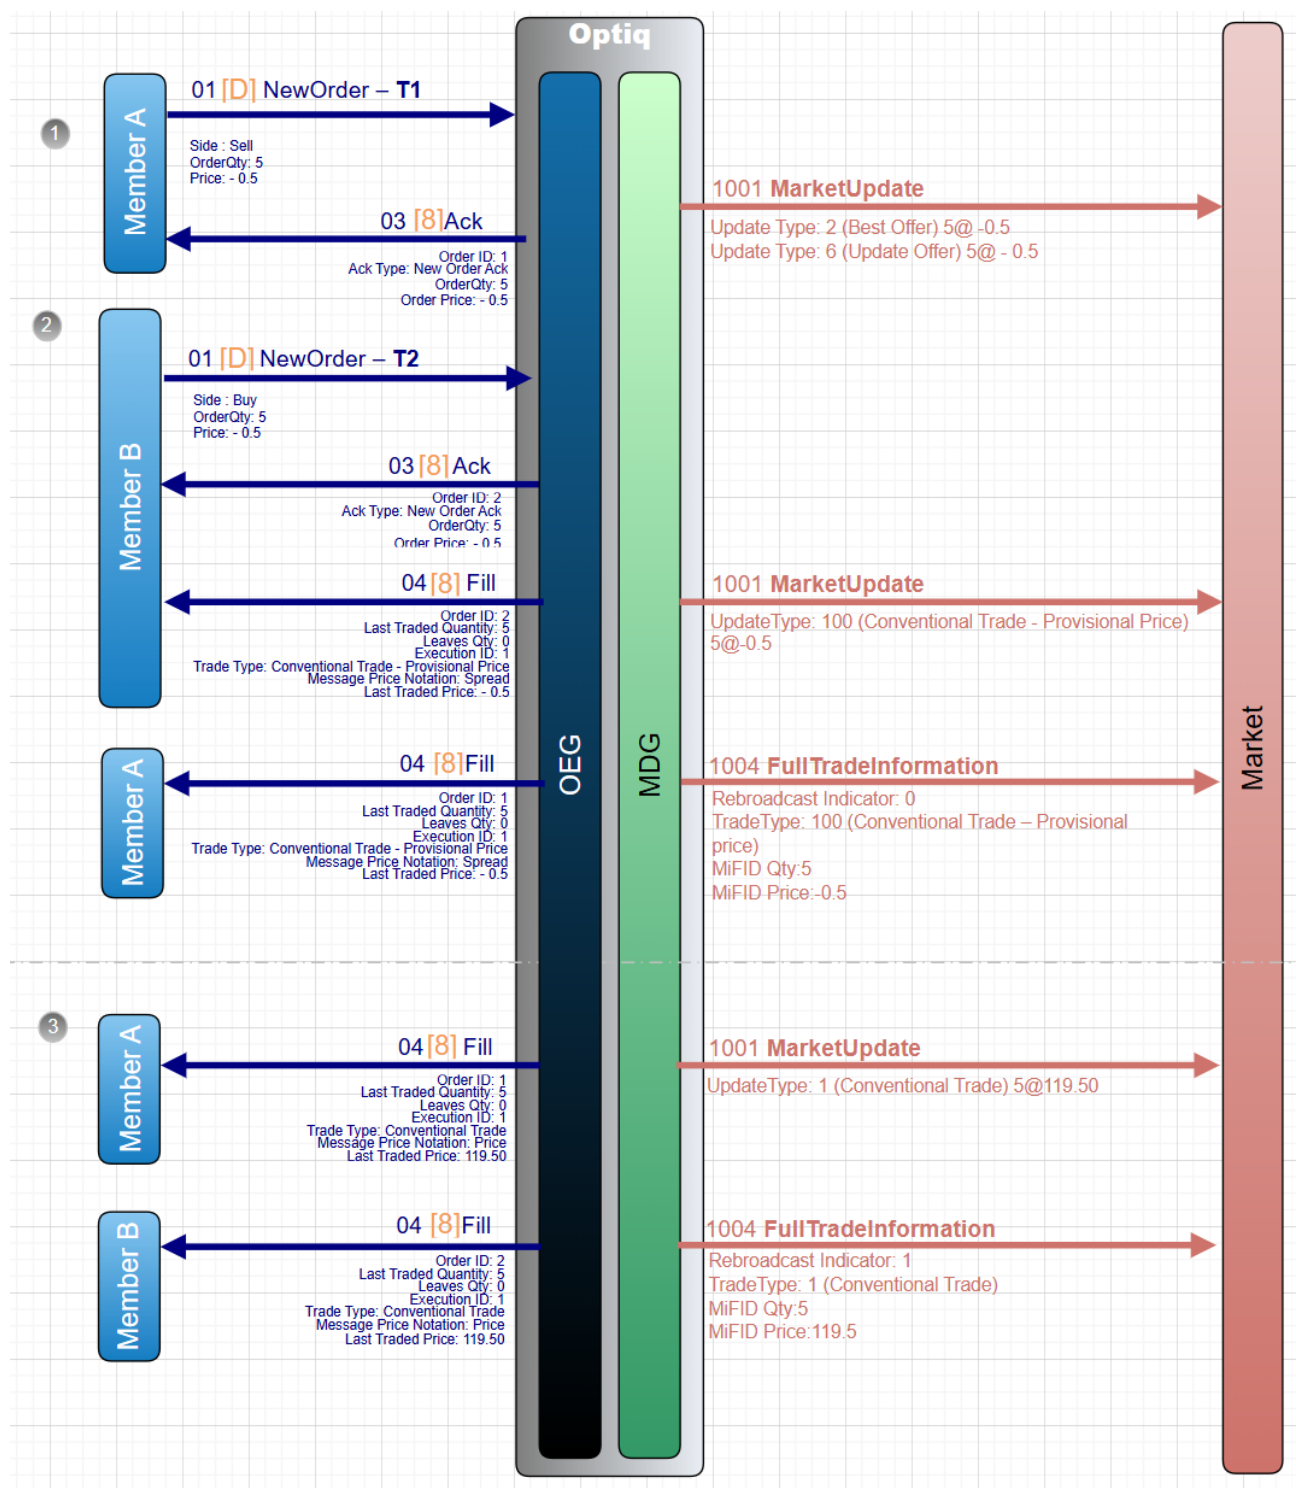 Optiq
OEG
MDG
Market
1
Member A
01 [D] NewOrder – T1
Side : Sell
OrderQty: 5
Price: - 0.5
1001 MarketUpdate
Update Type: 2 (Best Offer) 5@ -0.5
Update Type: 6 (Update Offer) 5@ - 0.5
03 [8]Ack
Order ID: 1
Ack Type: New Order Ack
OrderQty: 5
Order Price: - 0.5
2
Member B
01 [D] NewOrder – T2
Side : Buy
OrderQty: 5
Price: - 0.5
03 [8] Ack
Order ID: 2
Ack Type: New Order Ack
OrderQty: 5
Order Price: - 0.5
04 [8] Fill
Order ID: 2
Last Traded Quantity: 5
Leaves Qty: 0
Execution ID: 1
Trade Type: Conventional Trade - Provisional Price
Message Price Notation: Spread
Last Traded Price: - 0.5
1001 MarketUpdate
UpdateType: 100 (Conventional Trade - Provisional Price)
5@-0.5
Member A
04 [8]Fill
Order ID: 1
Last Traded Quantity: 5
Leaves Qty: 0
Execution ID: 1
Trade Type: Conventional Trade - Provisional Price
Message Price Notation: Spread
Last Traded Price: - 0.5
1004 FullTradeInformation
Rebroadcast Indicator: 0
TradeType: 100 (Conventional Trade – Provisional
price)
MiFID Qty:5
MiFID Price:-0.5
3
Member A
04 [8] Fill
Order ID: 1
Last Traded Quantity: 5
Leaves Qty: 0
Execution ID: 1
Trade Type: Conventional Trade
Message Price Notation: Price
Last Traded Price: 119.50
1001 MarketUpdate
UpdateType: 1 (Conventional Trade) 5@119.50
Member B
04 [8]Fill
Order ID: 2
Last Traded Quantity: 5
Leaves Qty: 0
Execution ID: 1
Trade Type: Conventional Trade
Message Price Notation: Price
Last Traded Price: 119.50
1004 FullTradeInformation
Rebroadcast Indicator: 1
TradeType: 1 (Conventional Trade)
MiFID Qty:5
MiFID Price:119.5